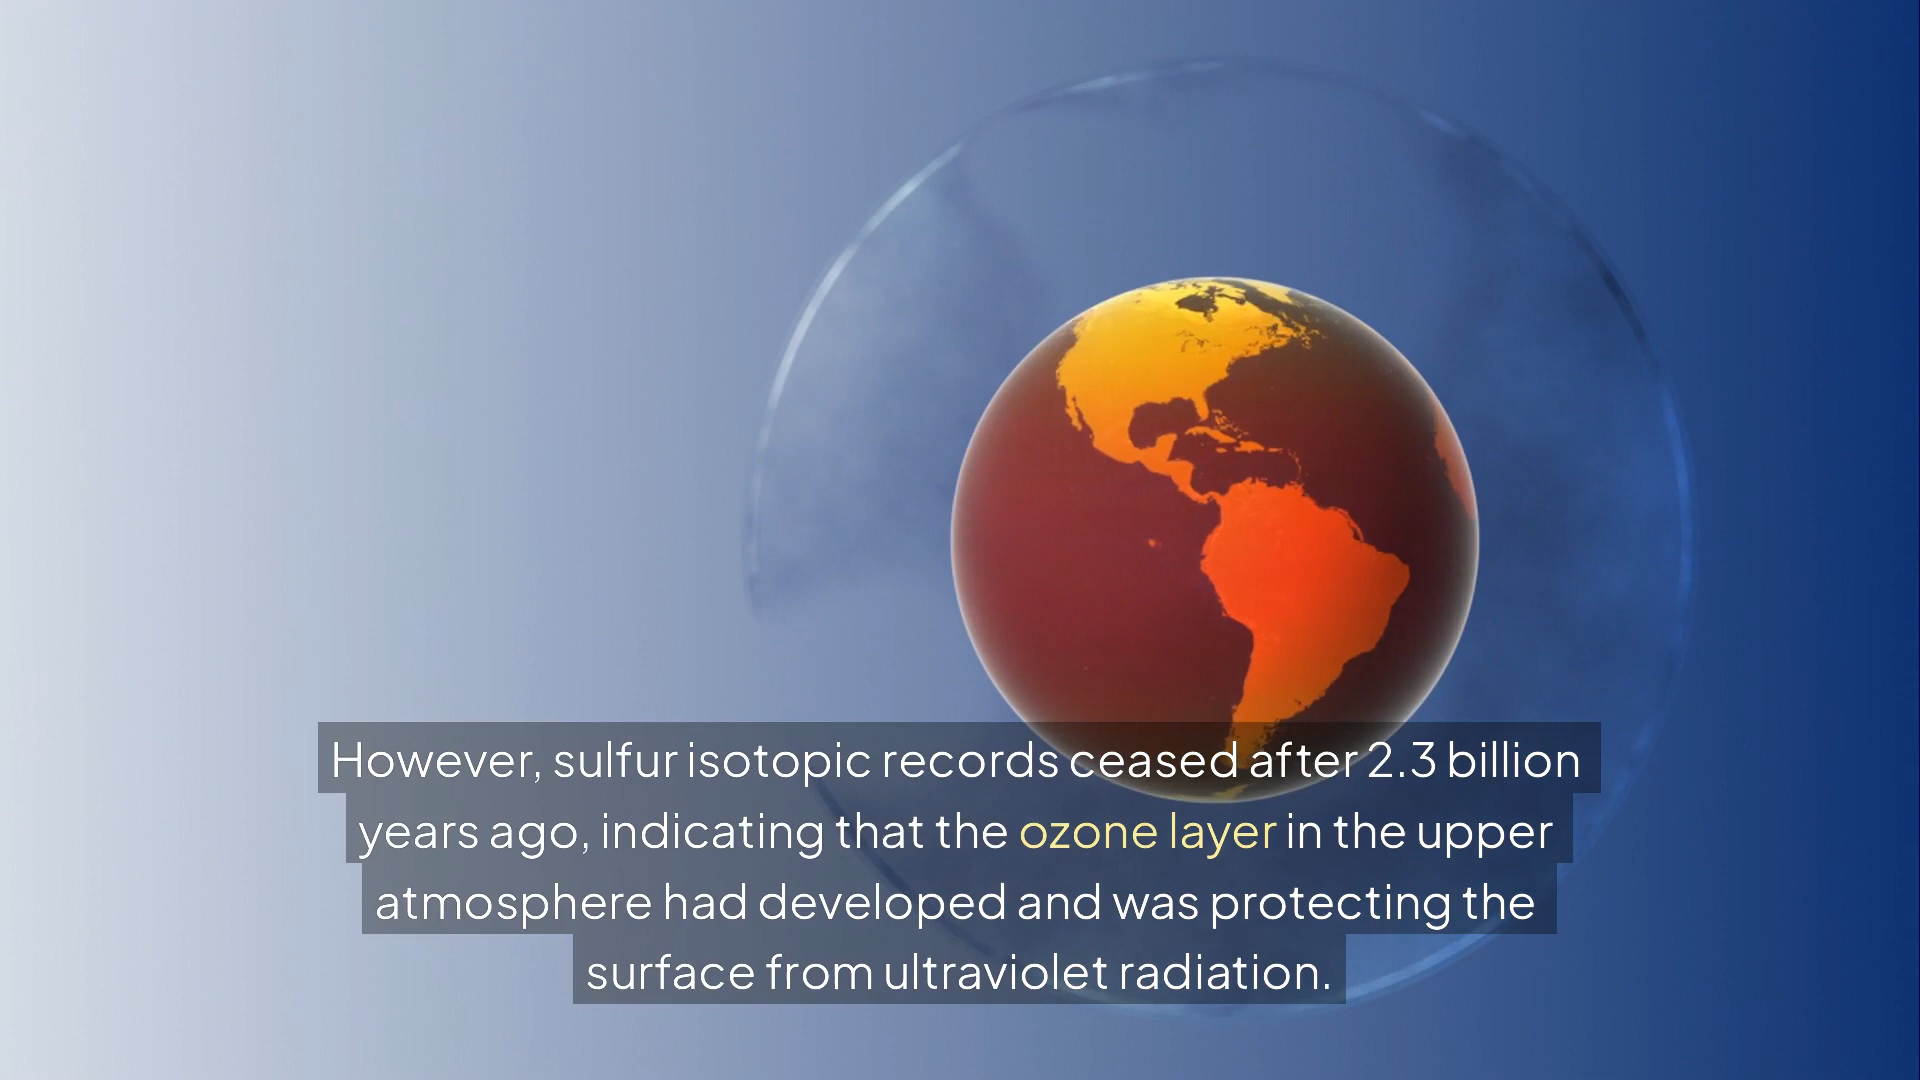 However, sulfur isotopic records ceased after 2.3 billion
years ago, indicating that the ozone layer in the upper
atmosphere had developed and was protecting the
surface from ultraviolet radiation.